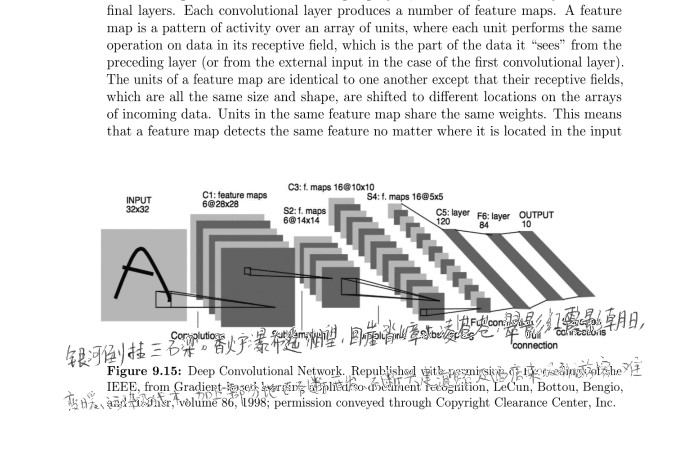 final layers. Each convolutional layer produces a number of feature maps. A feature
map is a pattern of activity over an array of units, where each unit performs the same
operation on data in its receptive field, which is the part of the data it “sees” from the
preceding layer (or from the external input in the case of the first convolutional layer).
The units of a feature map are identical to one another except that their receptive fields,
which are all the same size and shape, are shifted to different locations on the arrays
of incoming data. Units in the same feature map share the same weights. This means
that a feature map detects the same feature no matter where it is located in the input
INPUT
32x32
C1: feature maps
6@28x28
C3: f. maps 16@10x10
S2: f. maps
6@14x14
S4: f. maps 16@5x5
C5: layer
120
F6: layer
84
OUTPUT
10
Convolutions
Full connection
connections
connection
銀河倒挂三石梁。香炉瀑布遥相望,回崖沓嶂凌苍苍。翠影红霞映朝日,
Figure 9.15: Deep Convolutional Network. Republished with permission of the
IEEE, from Gradient-based learning applied to document recognition, LeCun, Bottou, Bengio,
volume 86, 1998; permission conveyed through Copyright Clearance Center, Inc.